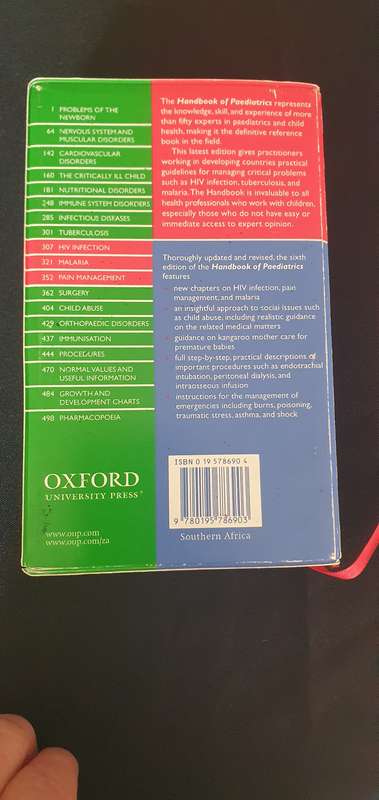 1 PROBLEMS OF THE
NEWBORN
64 NERVOUS SYSTEM AND
MUSCULAR DISORDERS
142 CARDIOVASCULAR
DISORDERS
160 THE CRITICALLY ILL CHILD
181 NUTRITIONAL DISORDERS
248 IMMUNE SYSTEM DISORDERS
285 INFECTIOUS DISEASES
301 TUBERCULOSIS
307 HIV INFECTION
321 MALARIA
352 PAIN MANAGEMENT
362 SURGERY
404 CHILD ABUSE
429 ORTHOPAEDIC DISORDERS
437 IMMUNISATION
444 PROCEDURES
470 NORMAL VALUES AND
USEFUL INFORMATION
484 GROWTH AND
DEVELOPMENT CHARTS
498 PHARMACOPOEIA
OXFORD
UNIVERSITY PRESS
www.oup.com
www.oup.com/za
The Handbook of Paediatrics represents
the knowledge, skill, and experience of more
than fifty experts in paediatrics and child
health, making it the definitive reference
book in the field.
This latest edition gives practitioners
working in developing countries practical
guidelines for managing critical problems
such as HIV infection, tuberculosis, and
malaria. The Handbook is invaluable to all
health professionals who work with children,
especially those who do not have easy or
immediate access to expert opinion.
Thoroughly updated and revised, the sixth
edition of the Handbook of Paediatrics
features
new chapters on HIV infection, pain
management, and malaria
an insightful approach to social issues such
as child abuse, including realistic guidance
on the related medical matters
guidance on kangaroo mother care for
premature babies
full step-by-step, practical descriptions of
important procedures such as endotrachial
intubation, peritoneal dialysis, and
intraosseous infusion
instructions for the management of
emergencies including burns, poisoning,
traumatic stress, asthma, and shock
ISBN 0 19 578690 4
9 780195 786903
Southern Africa